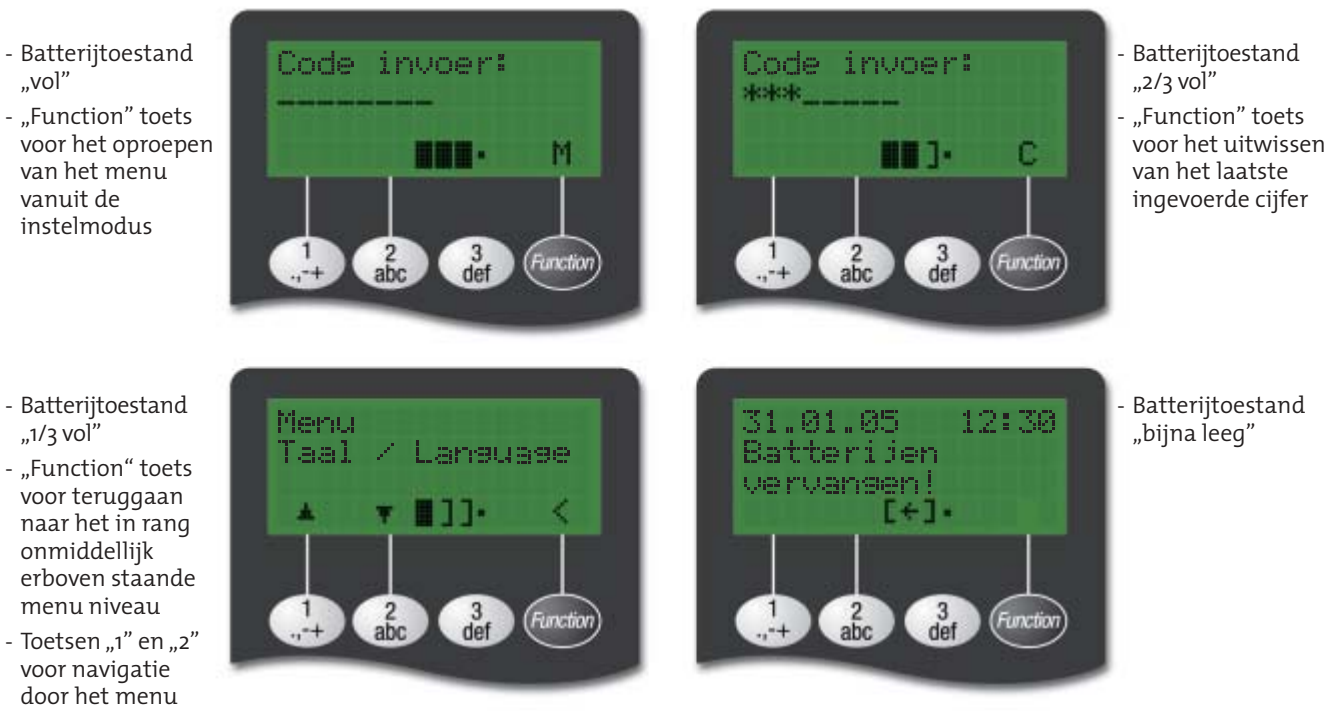 - Batterijtoestand
„vol”
- „Function” toets
voor het oproepen
van het menu
vanuit de
instelmodus
Code invoer:
________
M
1
.,-+
2
abc
3
def
Function
Code invoer:
***_____
]
C
1
.,-+
2
abc
3
def
Function
- Batterijtoestand
„2/3 vol”
- „Function” toets
voor het uitwissen
van het laatste
ingevoerde cijfer
- Batterijtoestand
„1/3 vol”
- „Function“ toets
voor teruggaan
naar het in rang
onmiddellijk
erboven staande
menu niveau
- Toetsen „1” en „2”
voor navigatie
door het menu
Menu
Taal / Language
▲ ▼ ]] <
1
.,-+
2
abc
3
def
Function
31.01.05 12:30
Batterijen
vervangen!
[←]
1
.,-+
2
abc
3
def
Function
- Batterijtoestand
„bijna leeg”